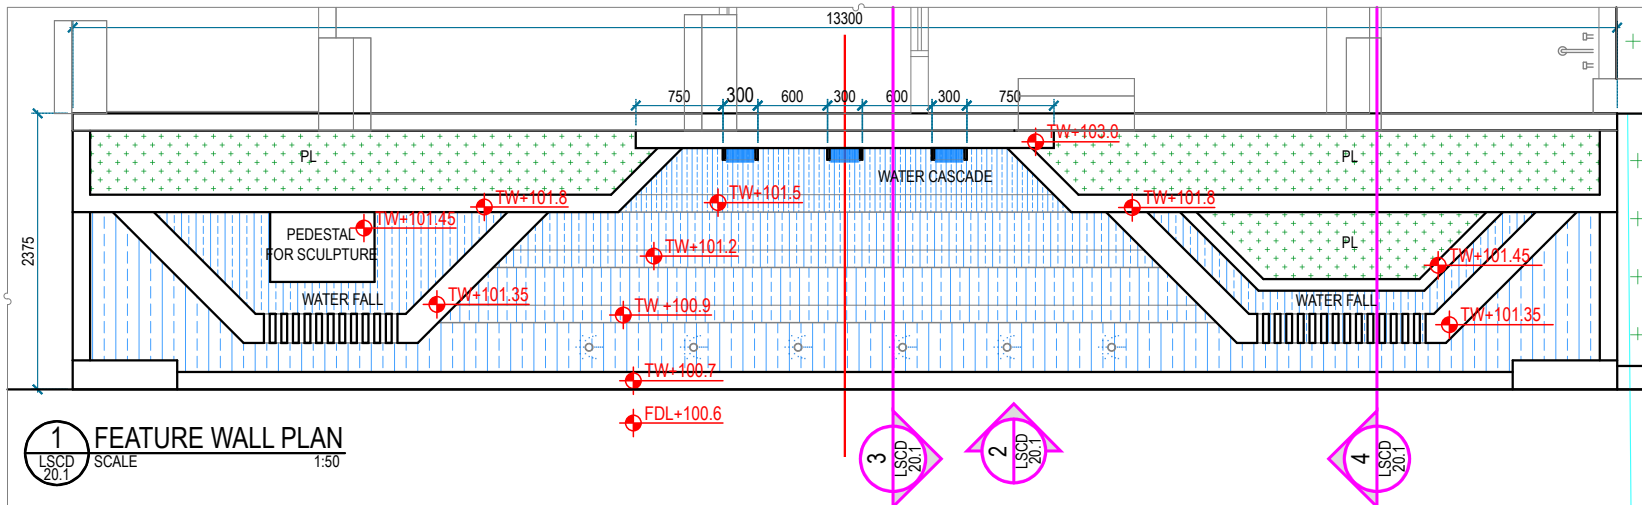 13300
750
300
600
300
600
300
750
TW+103.0
PL
PL
WATER CASCADE
TW+101.8
TW+101.5
TW+101.8
TW+101.45
PEDESTAL
FOR SCULPTURE
PL
2375
TW+101.2
TW+101.45
WATER FALL
TW+101.35
WATER FALL
TW +100.9
TW+101.35
TW+100.7
FDL+100.6
1
LSCD
20.1
FEATURE WALL PLAN
SCALE
1:50
3
LSCD
20.1
2
LSCD
20.1
4
LSCD
20.1